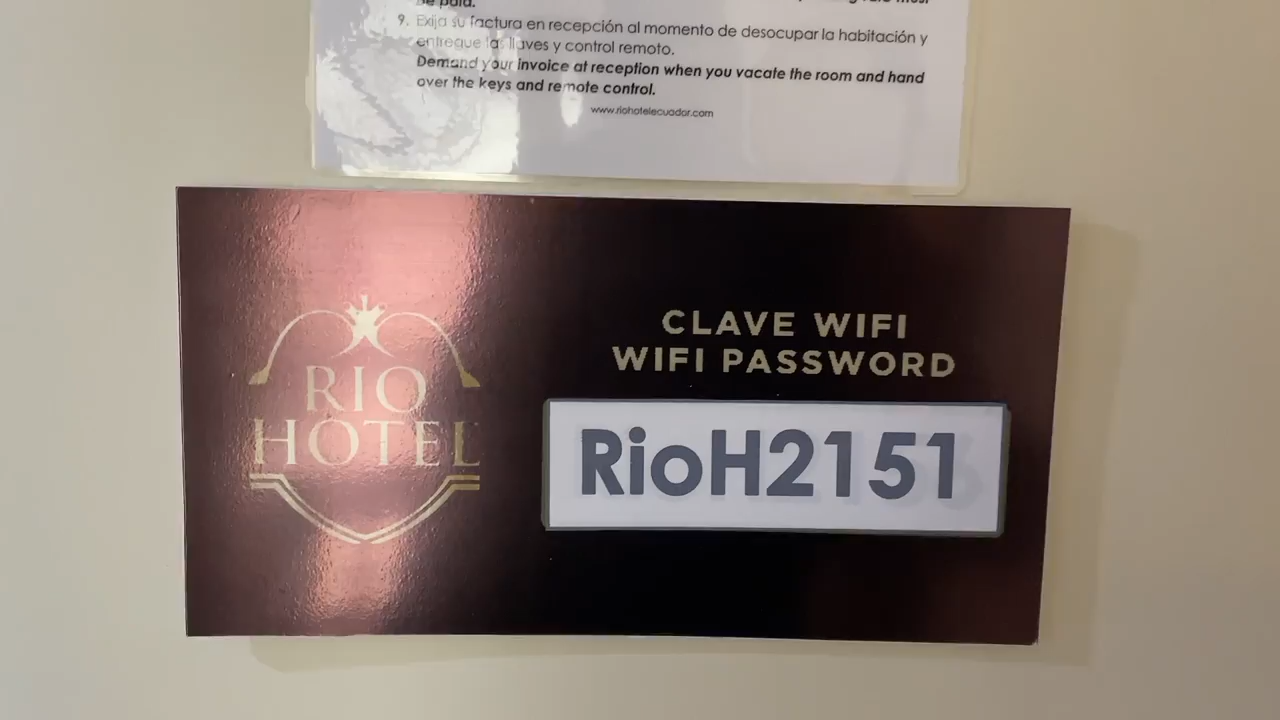 be paid.
9. Exija su factura en recepción al momento de desocupar la habitación y
entregue las llaves y control remoto.
Demand your invoice at reception when you vacate the room and hand
over the keys and remote control.
www.riohotelecuador.com
RIO
HOTEL
CLAVE WIFI
WIFI PASSWORD
RioH2151